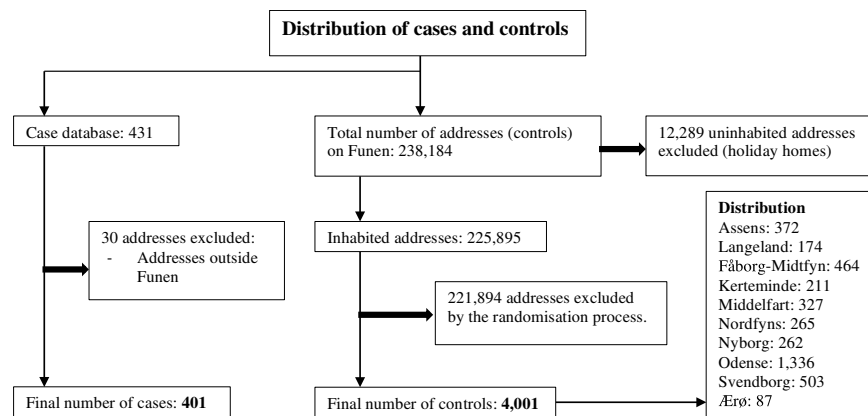 Distribution of cases and controls
Case database: 431
Total number of addresses (controls)
on Funen: 238,184
12,289 uninhabited addresses
excluded (holiday homes)
30 addresses excluded:
- Addresses outside
Funen
Inhabited addresses: 225,895
221,894 addresses excluded
by the randomisation process.
Distribution
Assens: 372
Langeland: 174
Fåborg-Midtfyn: 464
Kerteminde: 211
Middelfart: 327
Nordfyns: 265
Nyborg: 262
Odense: 1,336
Svendborg: 503
Ærø: 87
Final number of cases: 401
Final number of controls: 4,001